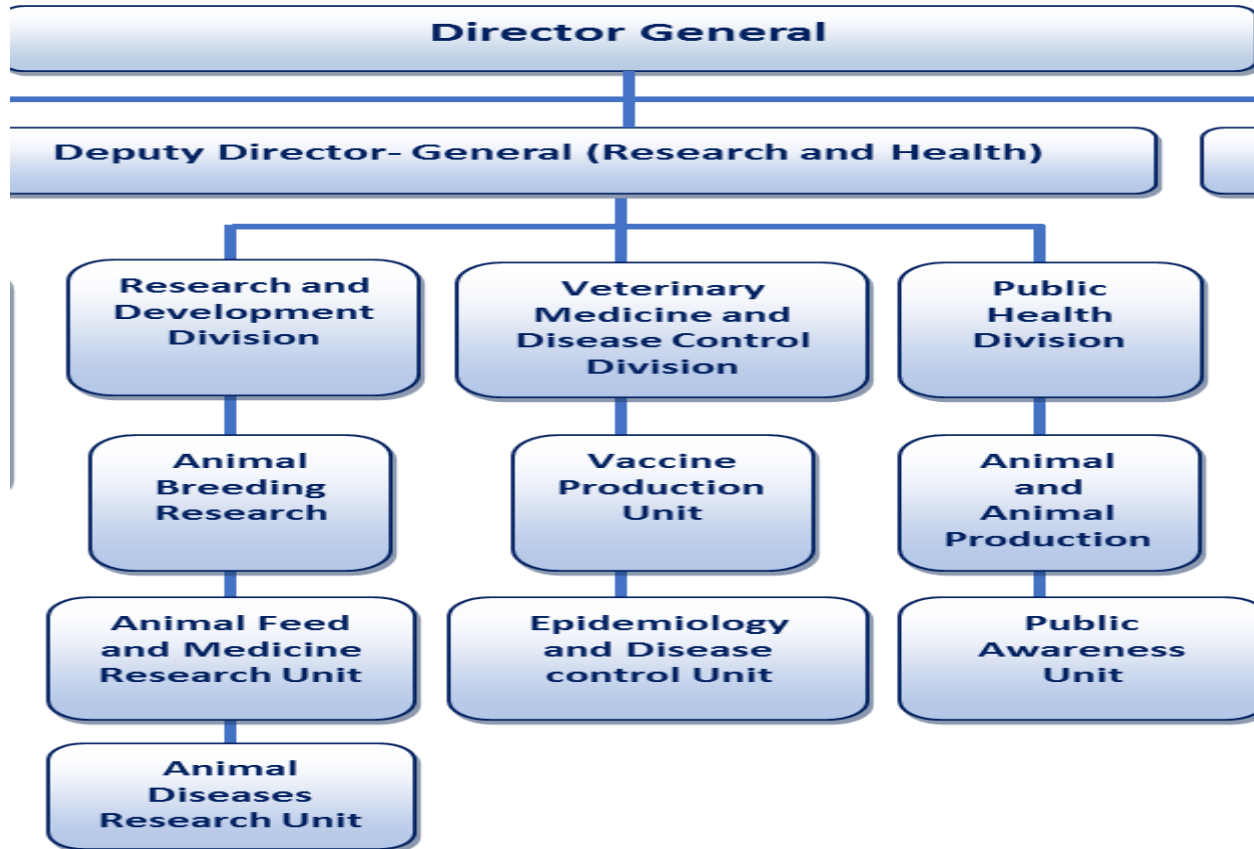 Director General
Deputy Director- General (Research and Health)
Research and
Development
Division
Veterinary
Medicine and
Disease Control
Division
Public
Health
Division
Animal
Breeding
Research
Vaccine
Production
Unit
Animal
and
Animal
Production
Animal Feed
and Medicine
Research Unit
Epidemiology
and Disease
control Unit
Public
Awareness
Unit
Animal
Diseases
Research Unit